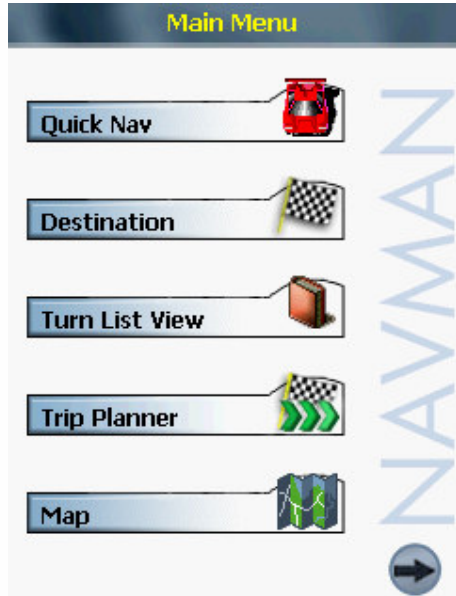 Main Menu
Quick Nav
Destination
Turn List View
Trip Planner
Map
NAVMAN